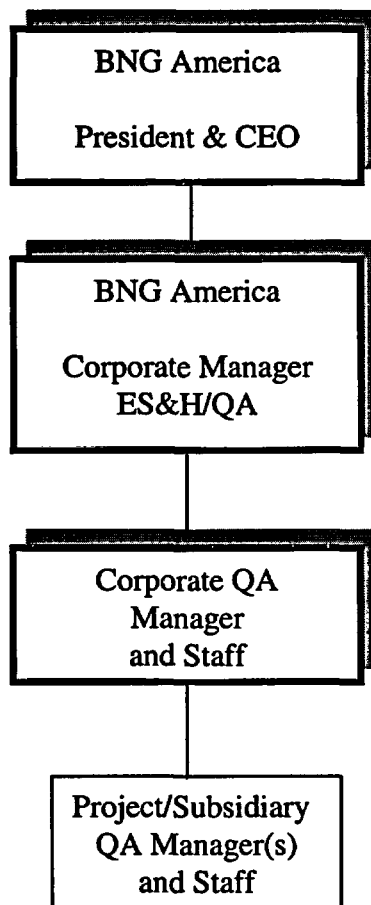 BNG America
President & CEO
BNG America
Corporate Manager
ES&H/QA
Corporate QA
Manager
and Staff
Project/Subsidiary
QA Manager(s)
and Staff